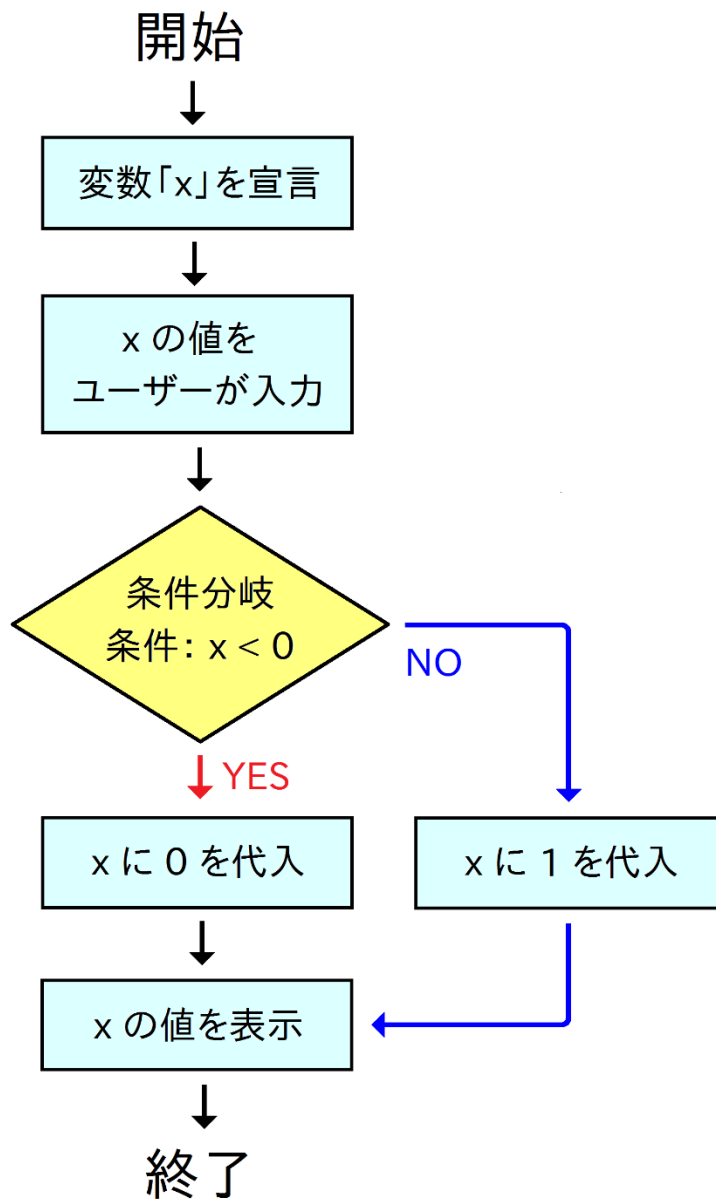 開始
変数「x」を宣言
x の値を
ユーザーが入力
条件分岐
条件: x < 0
NO
YES
x に 0 を代入
x に 1 を代入
x の値を表示
終了